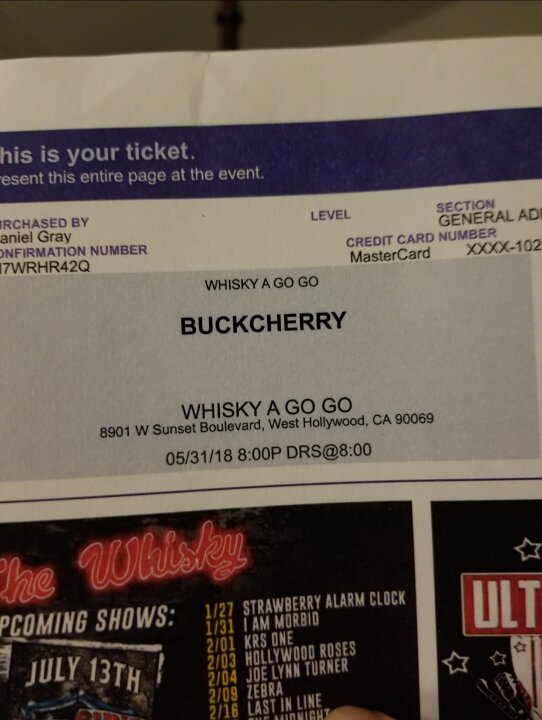 his is your ticket.
resent this entire page at the event.
LEVEL
SECTION
GENERAL ADI
RCHASED BY
aniel Gray
CREDIT CARD NUMBER
MasterCard XXXX-102
ONFIRMATION NUMBER
7WRHR42Q
WHISKY A GO GO
BUCKCHERRY
WHISKY A GO GO
8901 W Sunset Boulevard, West Hollywood, CA 90069
05/31/18 8:00P DRS@8:00
The Whisky
PCOMING SHOWS:
JULY 13TH
1/27 STRAWBERRY ALARM CLOCK
1/31 I AM MORBID
2/01 KRS ONE
2/03 HOLLYWOOD ROSES
2/04 JOE LYNN TURNER
2/09 ZEBRA
2/16 LAST IN LINE
ULT